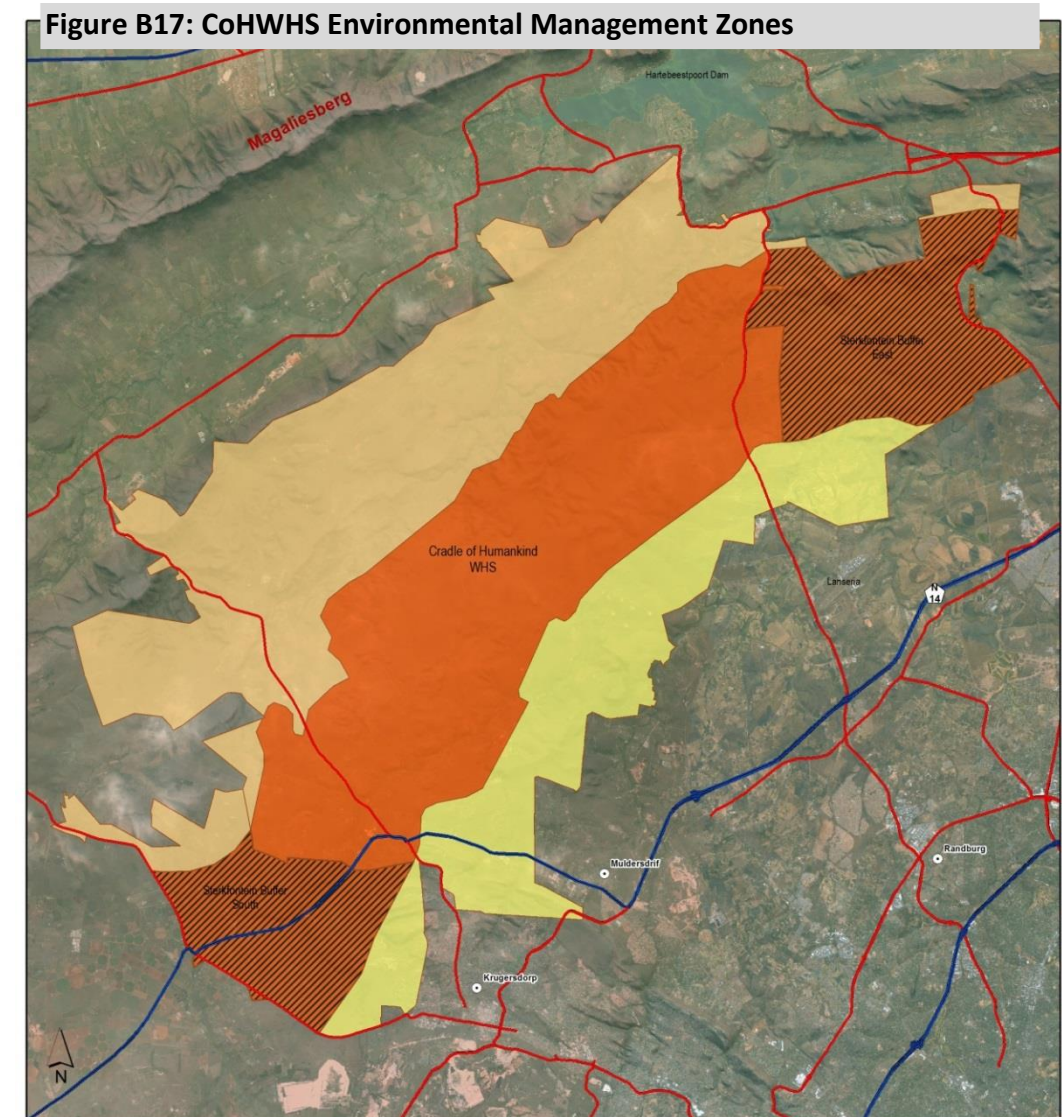 Figure B17: CoHWHS Environmental Management Zones
Hartebeestpoort Dam
Magaliesberg
Sterkfontein Buffer
East
Cradle of Humankind
WHS
Lanseria
N
14
Randburg
Muldersdrif
Sterkfontein Buffer
South
Krugersdorp
N